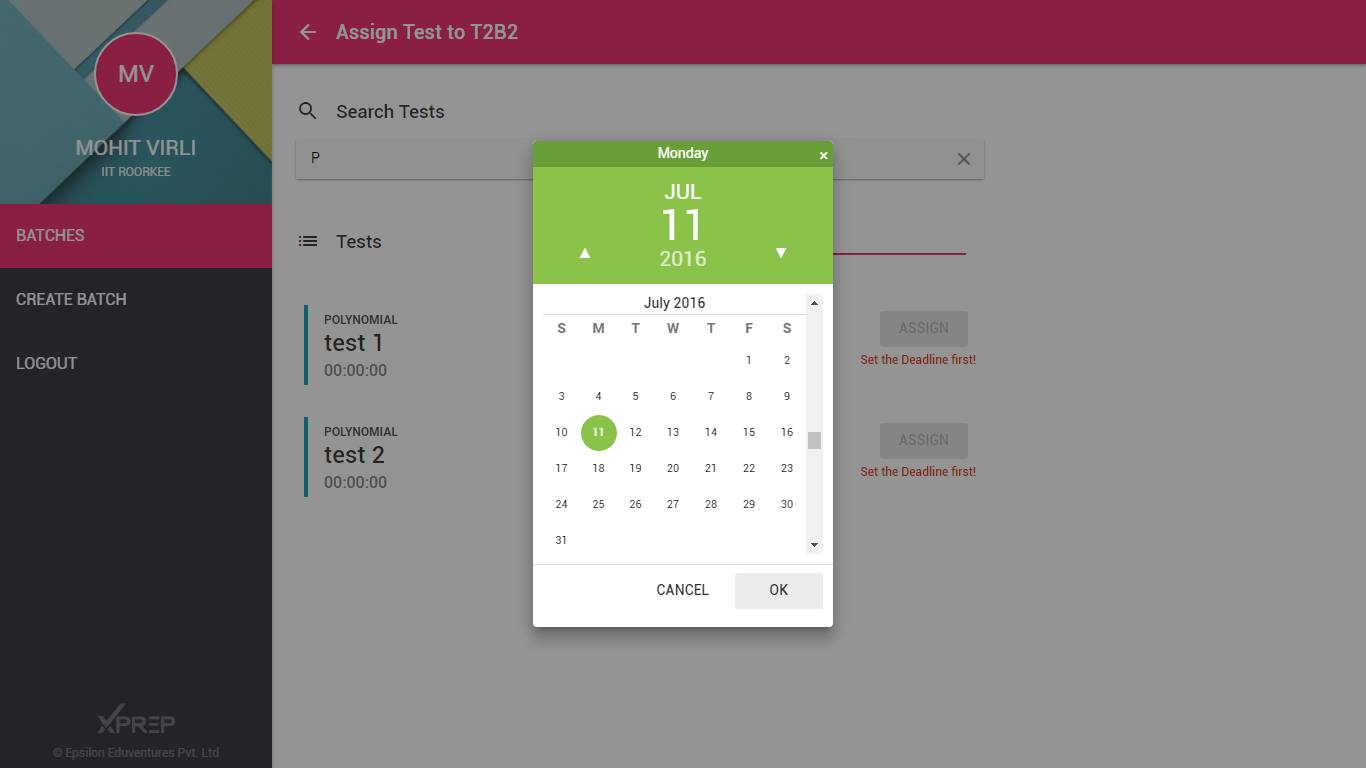 MV
MOHIT VIRLI
IIT ROORKEE
BATCHES
CREATE BATCH
LOGOUT
XPREP
© Epsilon Eduventures Pvt. Ltd
Assign Test to T2B2
Search Tests
P
Tests
POLYNOMIAL
test 1
00:00:00
ASSIGN
Set the Deadline first!
POLYNOMIAL
test 2
00:00:00
ASSIGN
Set the Deadline first!
Monday
JUL
11
2016
July 2016
S M T W T F S
1 2
3 4 5 6 7 8 9
10 11 12 13 14 15 16
17 18 19 20 21 22 23
24 25 26 27 28 29 30
31
CANCEL OK